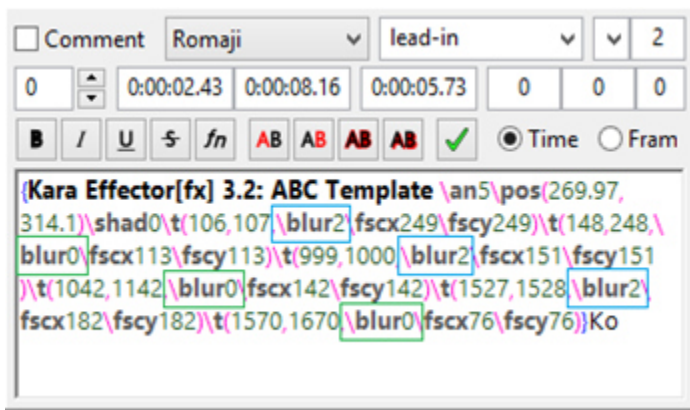 Comment Romaji lead-in 2
0 0:00:02.43 0:00:08.16 0:00:05.73 0 0 0
B I U S fn AB AB AB AB Time Fram
{Kara Effector[fx] 3.2: ABC Template \an5\pos(269.97,
314.1)\shad0\t(106,107,\blur2\fscx249\fscy249)\t(148,248,\
blur0\fscx113\fscy113)\t(999,1000,\blur2\fscx151\fscy151
)\t(1042,1142,\blur0\fscx142\fscy142)\t(1527,1528,\blur2\
fscx182\fscy182)\t(1570,1670,\blur0\fscx76\fscy76)}Ko